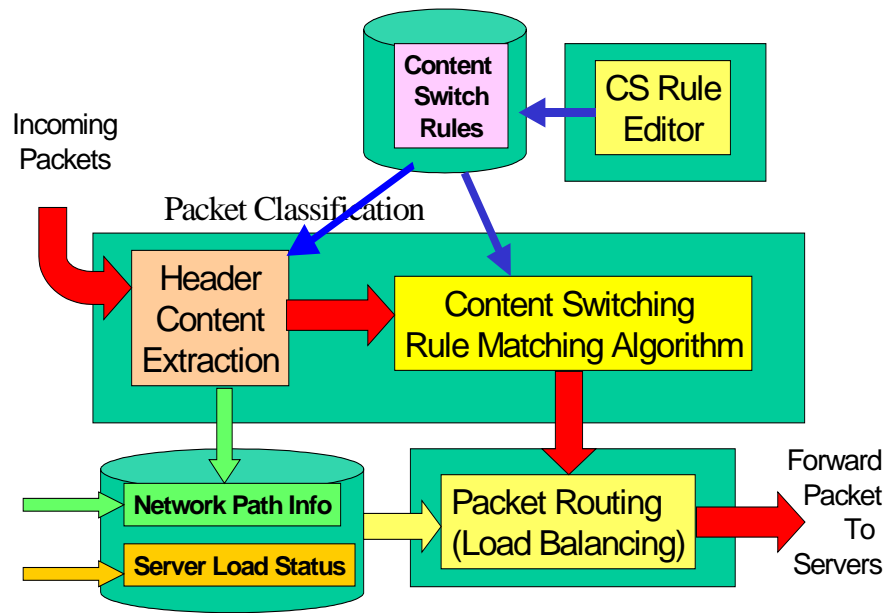 Content
Switch
Rules
CS Rule
Editor
Incoming
Packets
Packet Classification
Header
Content
Extraction
Content Switching
Rule Matching Algorithm
Network Path Info
Server Load Status
Packet Routing
(Load Balancing)
Forward
Packet
To
Servers